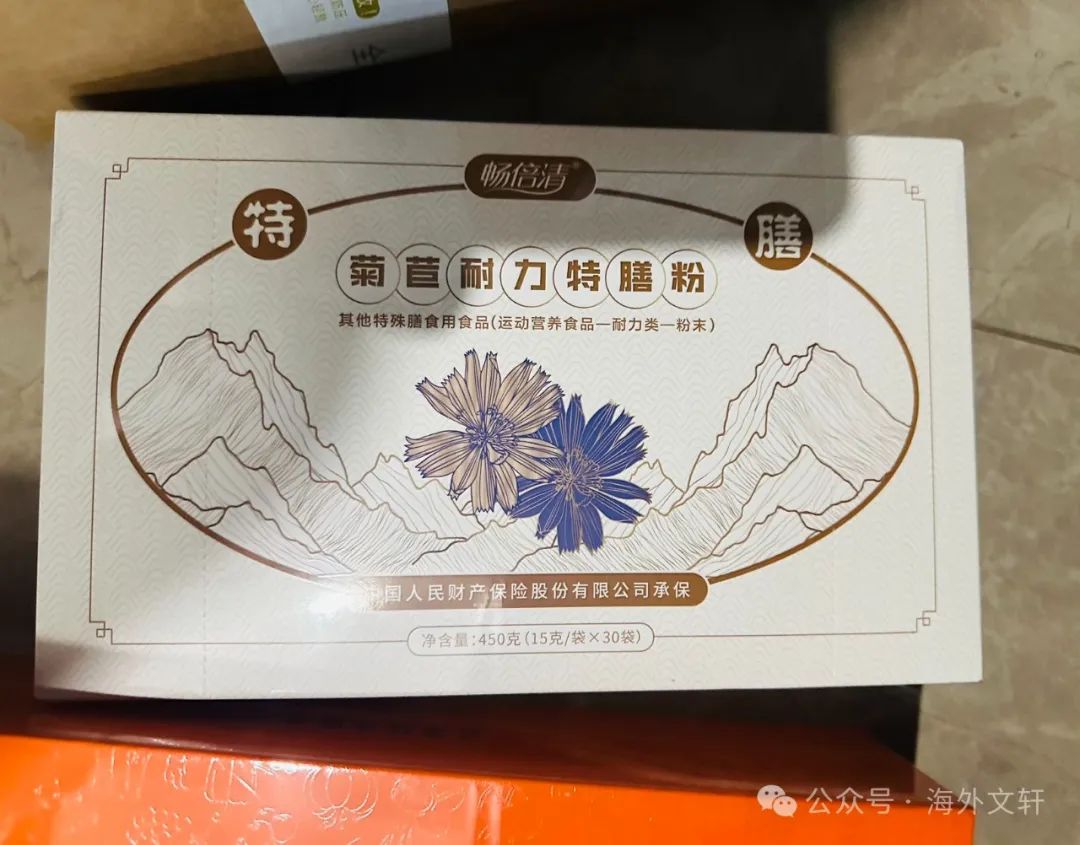 畅倍清®
特 膳
菊苣耐力特膳粉
其他特殊膳食用食品(运动营养食品—耐力类—粉末)
国人民财产保险股份有限公司承保
净含量:450克(15克/袋×30袋)
公众号·海外文轩